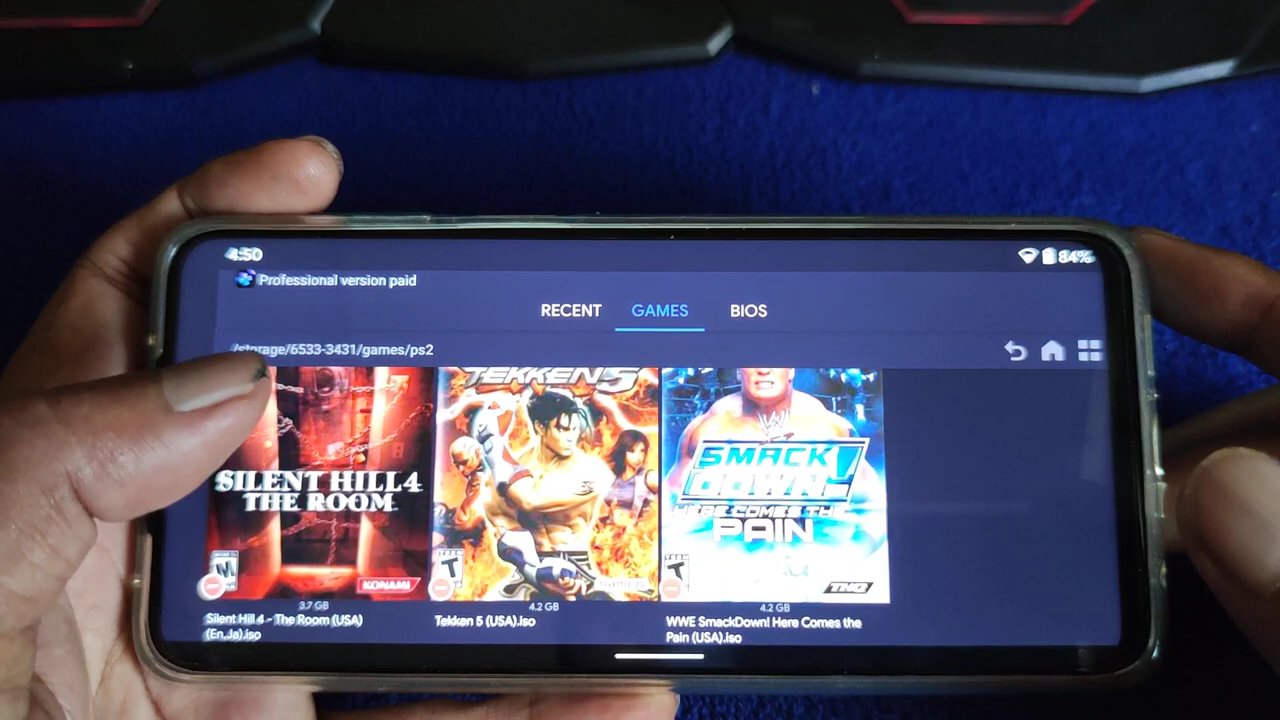 4:50
84%
Professional version paid
RECENT GAMES BIOS
/storage/6533-3431/games/ps2
SILENT HILL 4
THE ROOM
M
KONAMI
3.7 GB
Silent Hill 4 - The Room (USA)
(En,Ja).iso
TEKKEN 5
T
namco
4.2 GB
Tekken 5 (USA).iso
W
SMACK
DOWN!
HERE COMES THE
PAIN
TEEN
T
THQ
4.2 GB
WWE SmackDown! Here Comes the
Pain (USA).iso